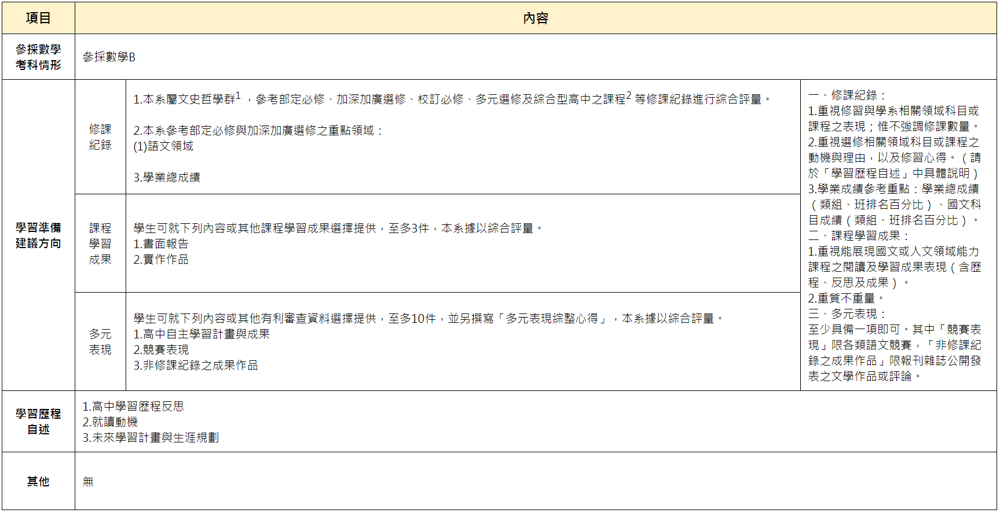 項目
內容
參採數學
考科情形
參採數學B
學習準備
建議方向
修課
紀錄
1.本系屬文史哲學群1 ，參考部定必修、加深加廣選修、校訂必修、多元選修及綜合型高中之課程2 等修課紀錄進行綜合評量。
2.本系參考部定必修與加深加廣選修之重點領域：
(1)語文領域
3.學業總成績
課程
學習
成果
學生可就下列內容或其他課程學習成果選擇提供，至多3件，本系據以綜合評量。
1.書面報告
2.實作作品
多元
表現
學生可就下列內容或其他有利審查資料選擇提供，至多10件，並另撰寫「多元表現綜整心得」，本系據以綜合評量。
1.高中自主學習計畫與成果
2.競賽表現
3.非修課紀錄之成果作品
一、修課紀錄：
1.重視修習與學系相關領域科目或
課程之表現；惟不強調修課數量。
2.重視選修相關領域科目或課程之
動機與理由，以及修習心得。（請
於「學習歷程自述」中具體說明）
3.學業成績參考重點：學業總成績
（類組、班排名百分比）、國文科
目成績（類組、班排名百分比）。
二、課程學習成果：
1.重視能展現國文或人文領域能力
課程之閱讀及學習成果表現（含歷
程、反思及成果）。
2.重質不重量。
三、多元表現：
至少具備一項即可。其中「競賽表
現」限各類語文競賽，「非修課紀
錄之成果作品」限報刊雜誌公開發
表之文學作品或評論。
學習歷程
自述
1.高中學習歷程反思
2.就讀動機
3.未來學習計畫與生涯規劃
其他
無